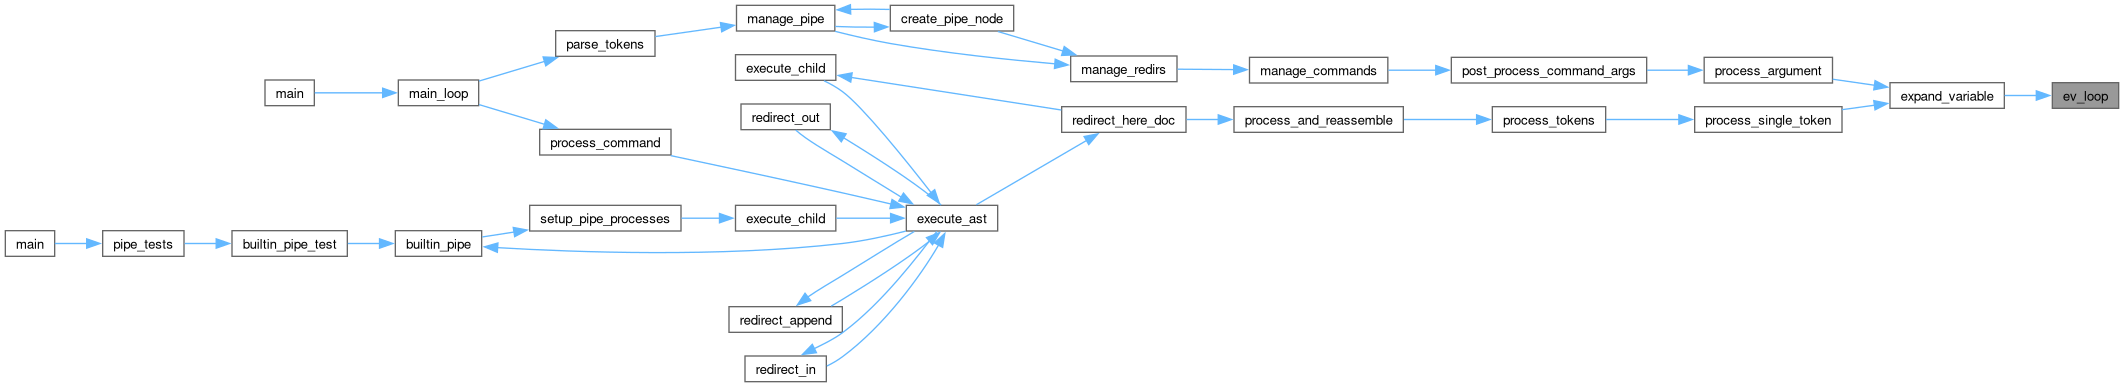 manage_pipe
create_pipe_node
parse_tokens
execute_child
manage_redirs
manage_commands
post_process_command_args
process_argument
main
main_loop
expand_variable
ev_loop
redirect_out
redirect_here_doc
process_and_reassemble
process_tokens
process_single_token
process_command
setup_pipe_processes
execute_child
execute_ast
main
pipe_tests
builtin_pipe_test
builtin_pipe
redirect_append
redirect_in